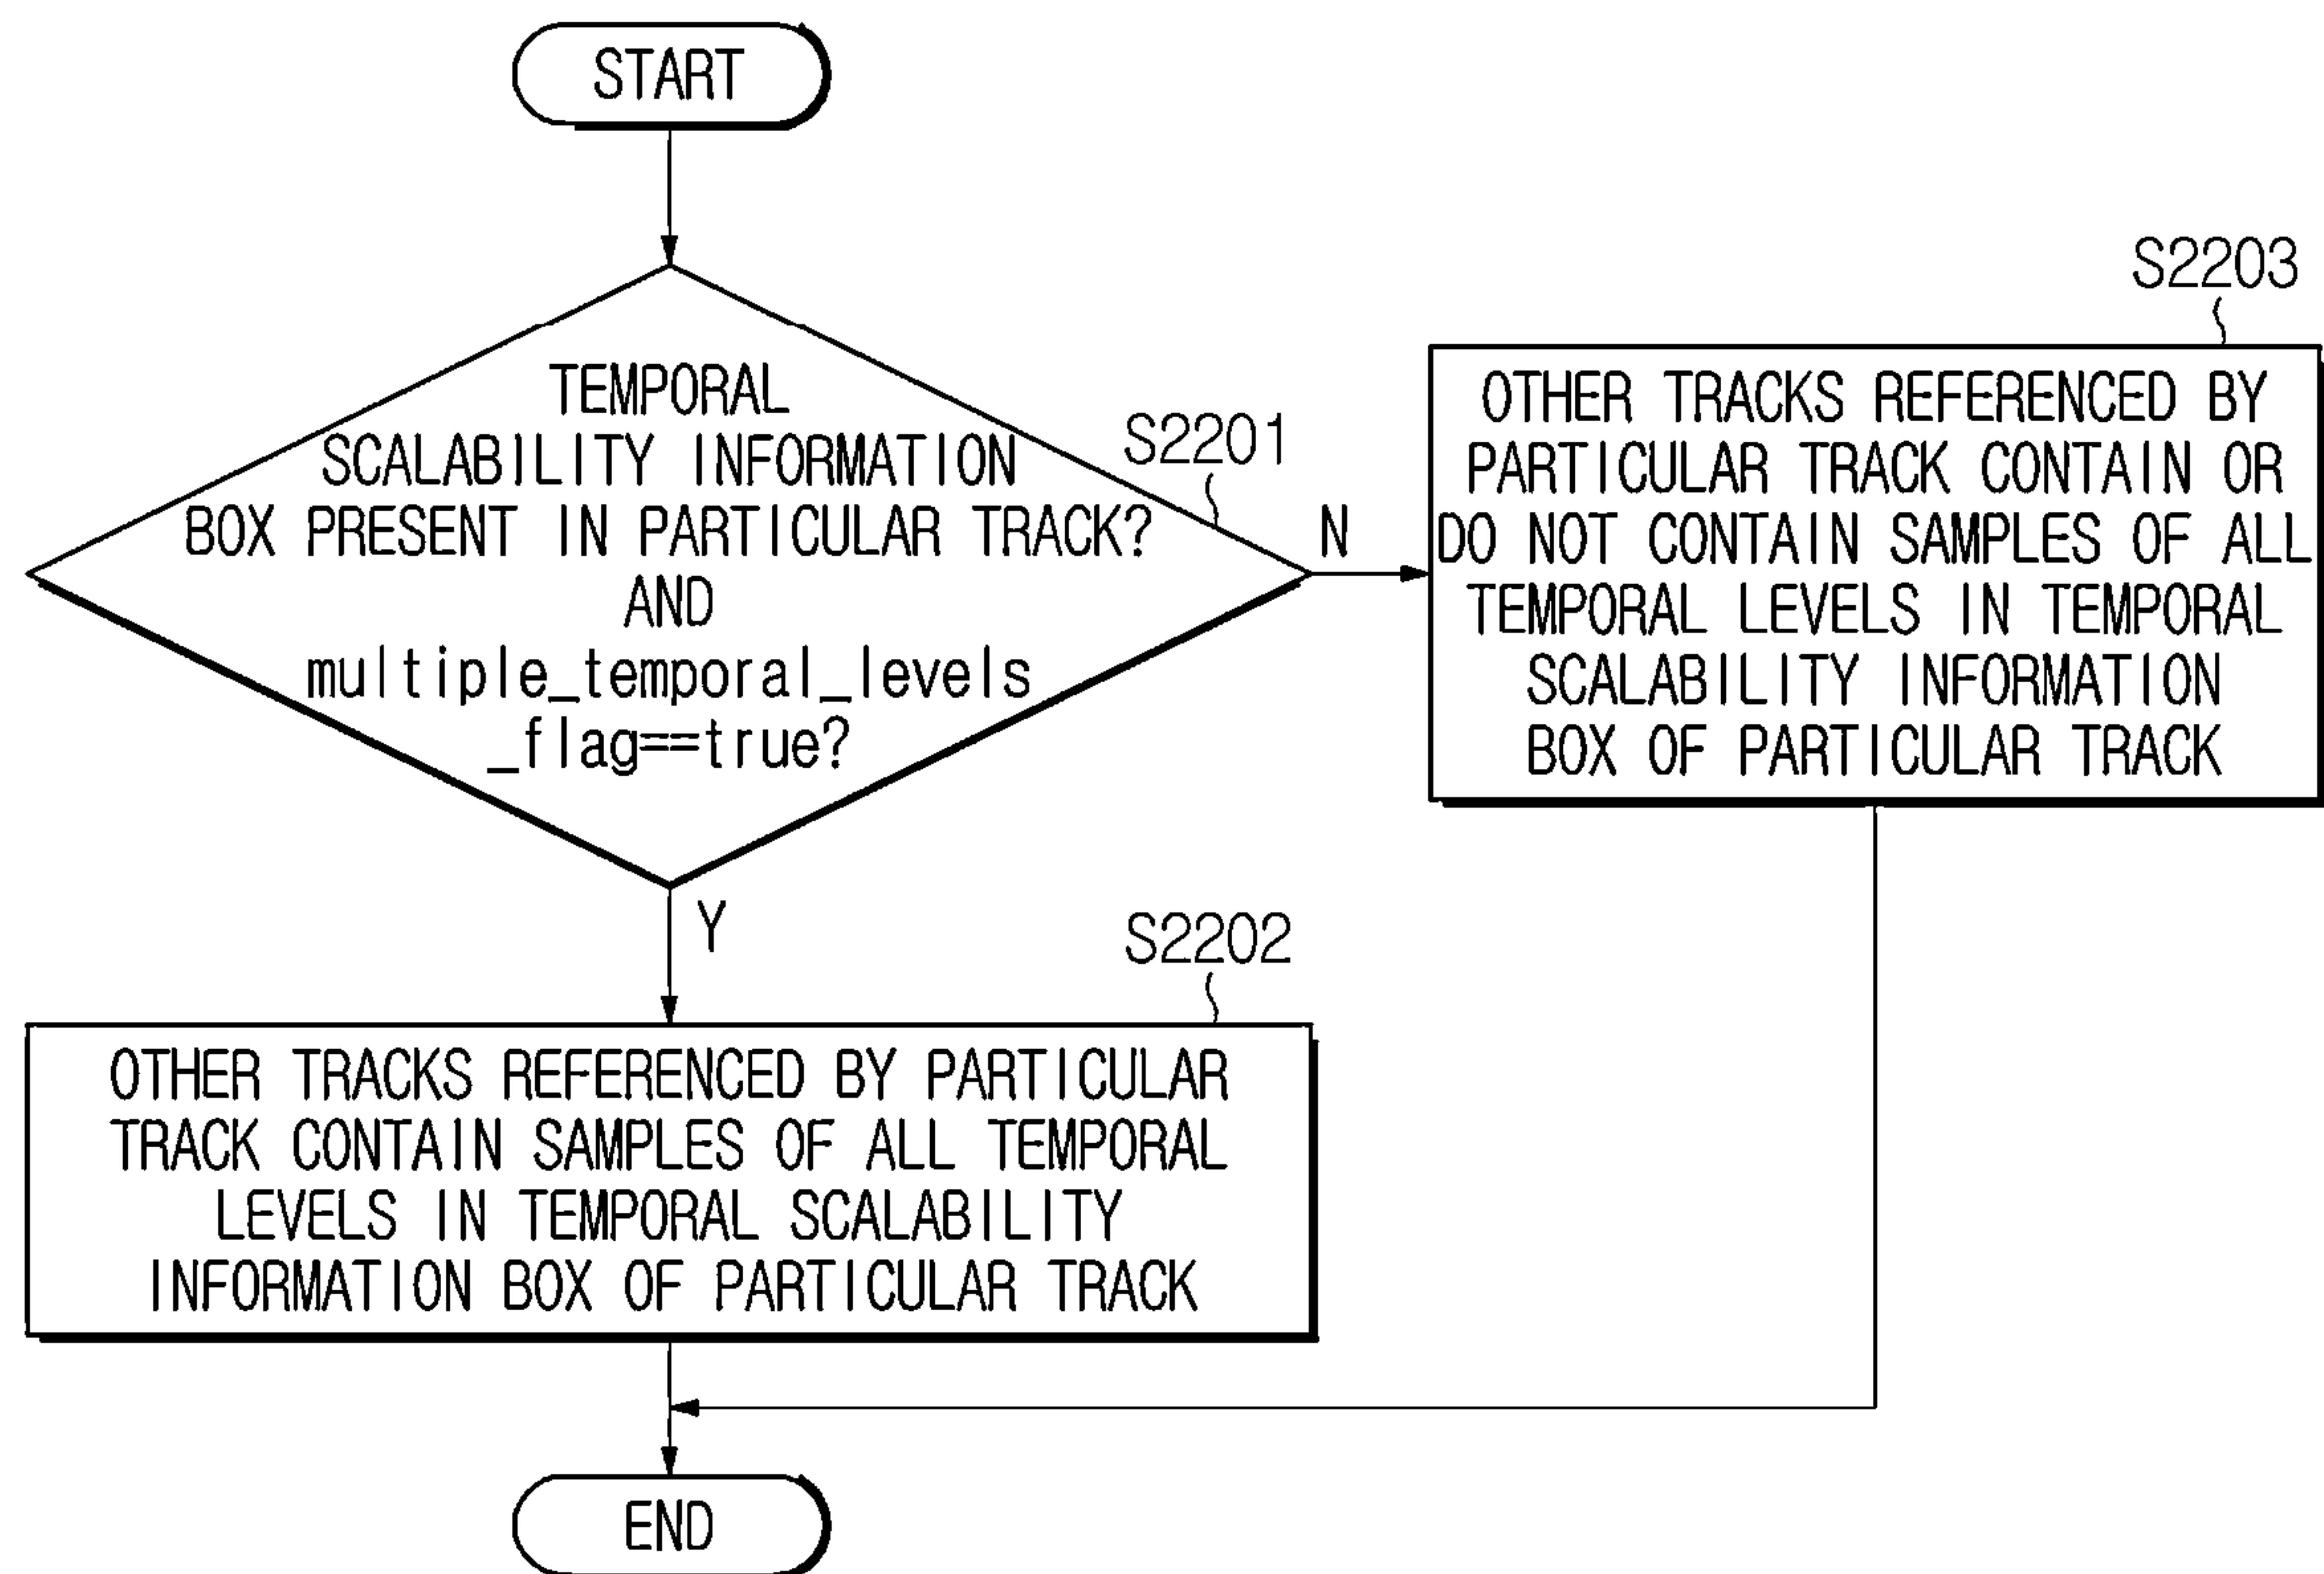 START
TEMPORAL
SCALABILITY INFORMATION
BOX PRESENT IN PARTICULAR TRACK?
AND
multiple_temporal_levels
_flag==true?
S2201
N
Y
S2203
OTHER TRACKS REFERENCED BY
PARTICULAR TRACK CONTAIN OR
DO NOT CONTAIN SAMPLES OF ALL
TEMPORAL LEVELS IN TEMPORAL
SCALABILITY INFORMATION
BOX OF PARTICULAR TRACK
S2202
OTHER TRACKS REFERENCED BY PARTICULAR
TRACK CONTAIN SAMPLES OF ALL TEMPORAL
LEVELS IN TEMPORAL SCALABILITY
INFORMATION BOX OF PARTICULAR TRACK
END